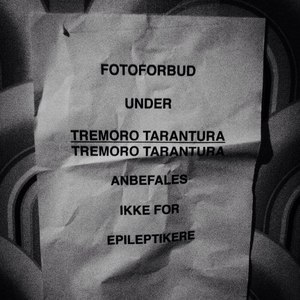 FOTOFORBUD
UNDER
TREMORO TARANTURA
TREMORO TARANTURA
ANBEFALES
IKKE FOR
EPILEPTIKERE